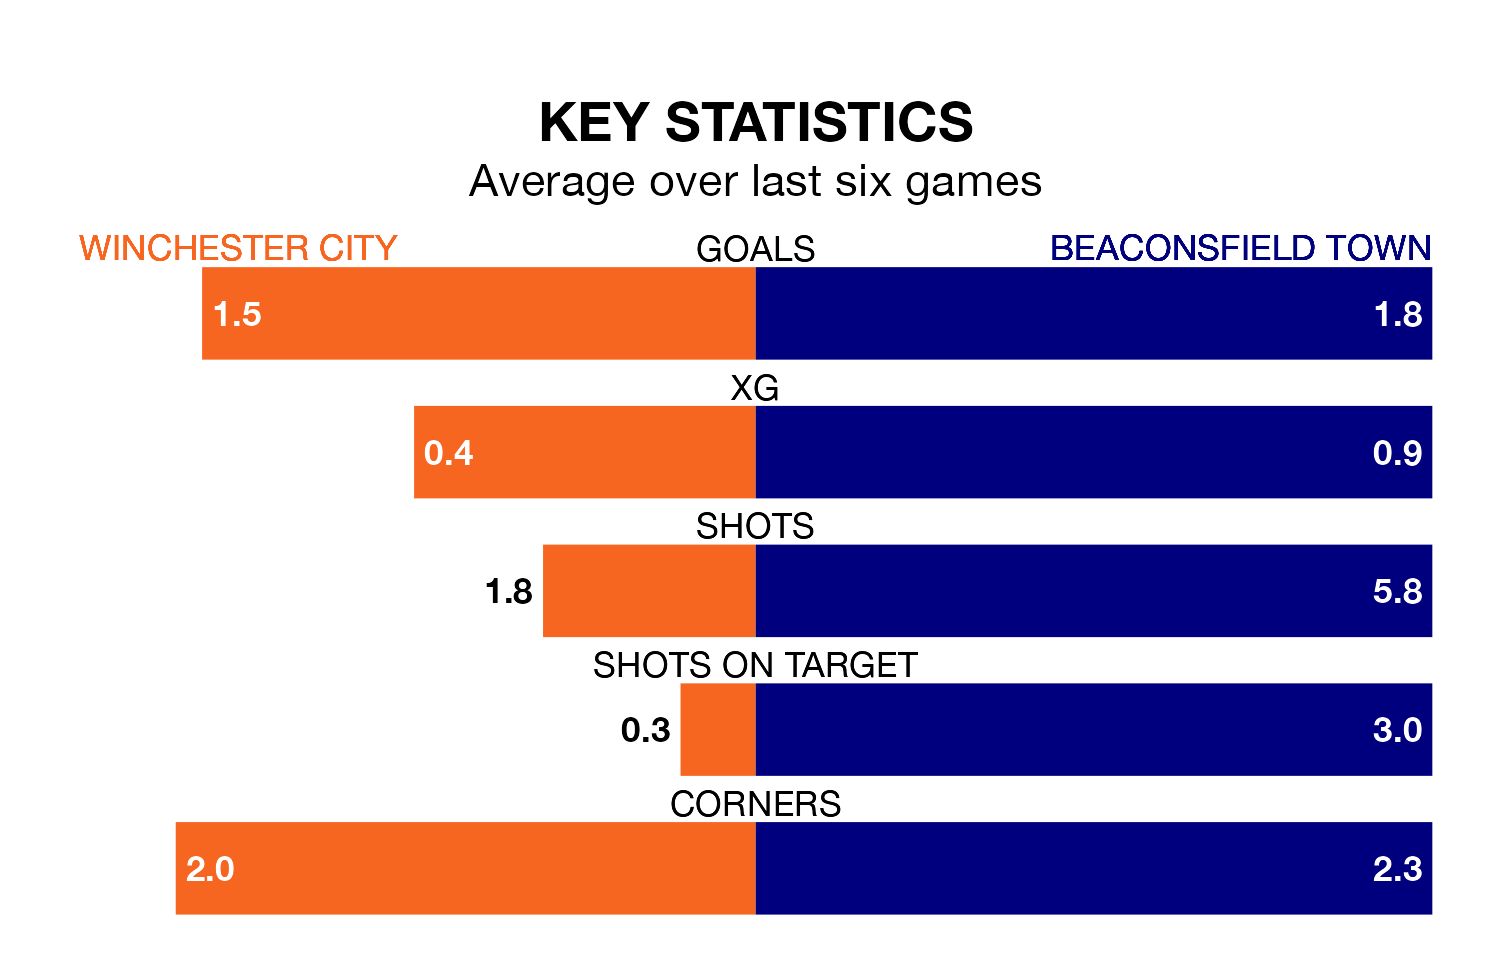 KEY STATISTICS
Average over last six games
WINCHESTER CITY GOALS BEACONSFIELD TOWN
1.5 1.8
XG
0.4 0.9
SHOTS
1.8 5.8
SHOTS ON TARGET
0.3 3.0
CORNERS
2.0 2.3